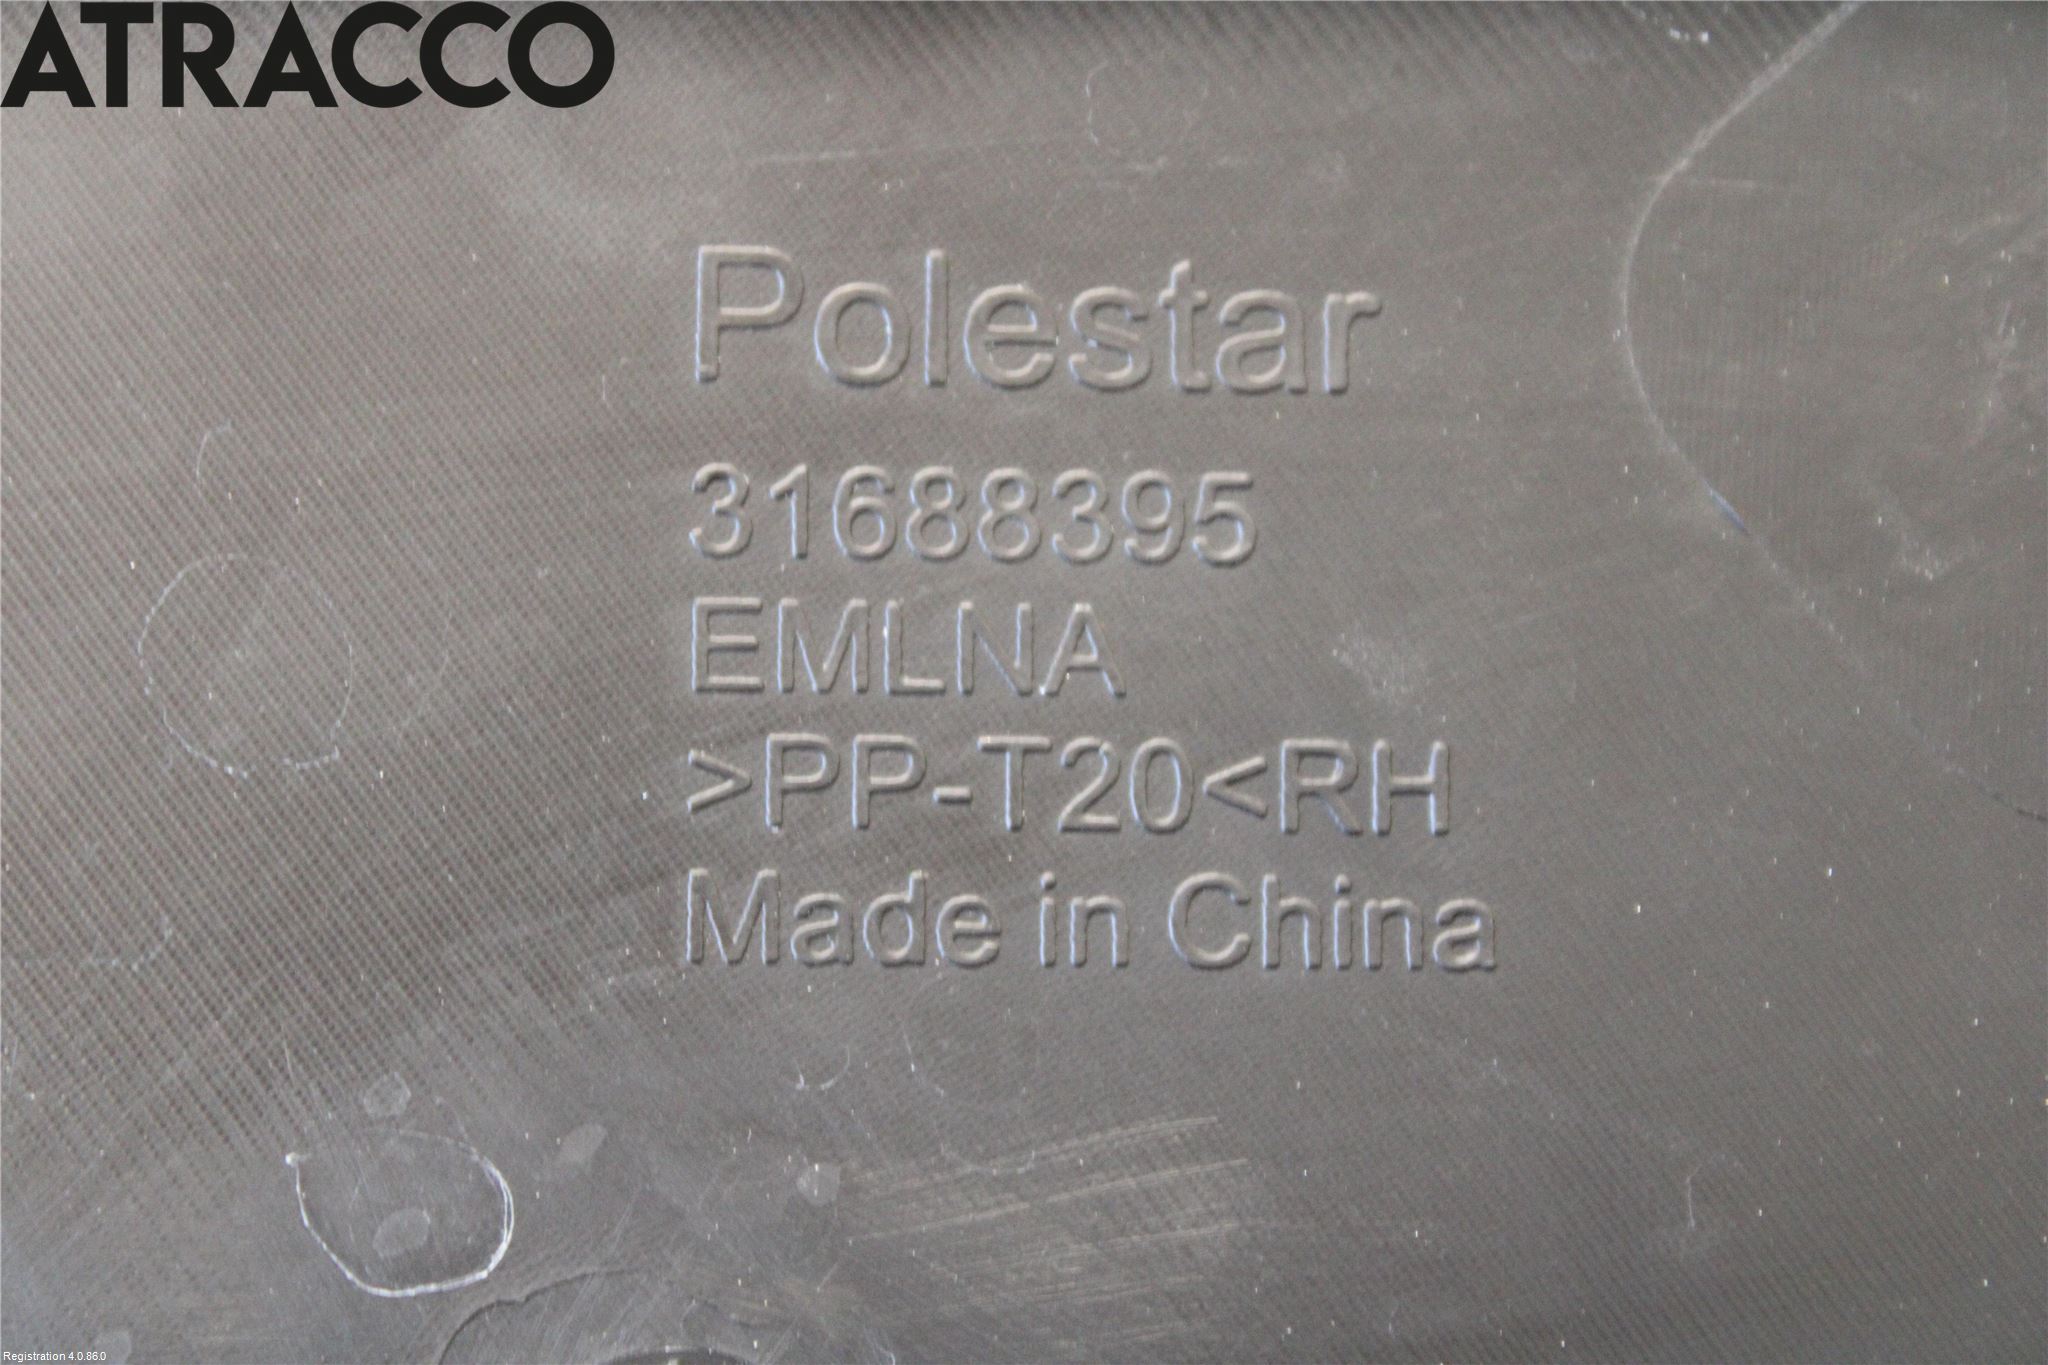 ATRACCO
Polestar
31688395
EMLNA
>PP-T20<RH
Made in China
Registration 4.0.86.0